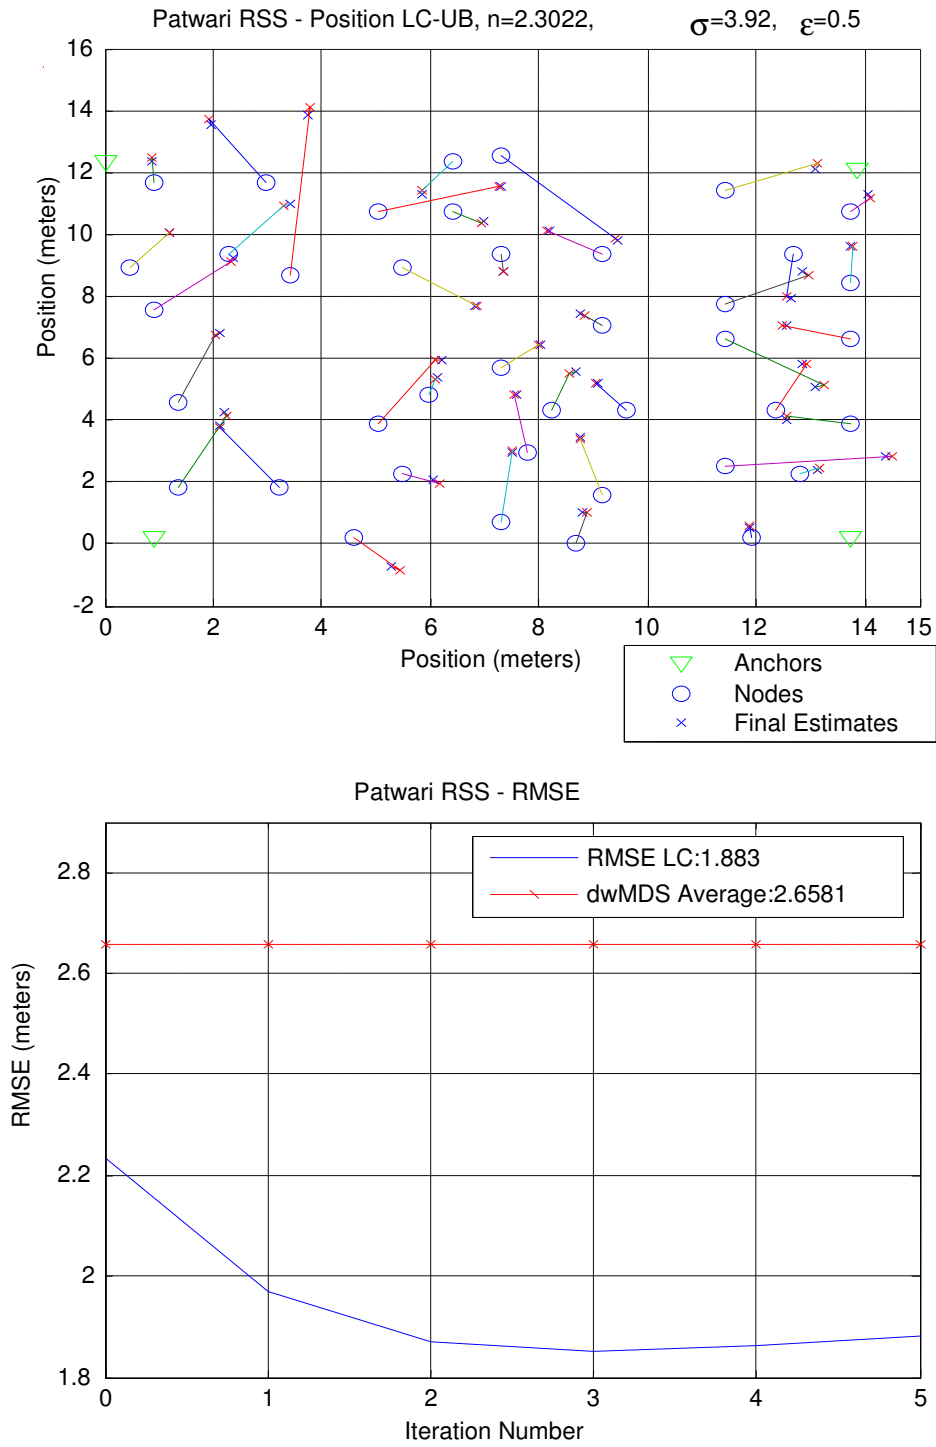 Patwari RSS - Position LC-UB, n=2.3022, σ=3.92, ε=0.5
16
14
12
10
8
6
4
2
0
-2
Position (meters)
0 2 4 6 8 10 12 14 15
Position (meters)
Anchors
Nodes
Final Estimates
Patwari RSS - RMSE
RMSE LC:1.883
dwMDS Average:2.6581
2.8
2.6
2.4
2.2
2
1.8
RMSE (meters)
0 1 2 3 4 5
Iteration Number